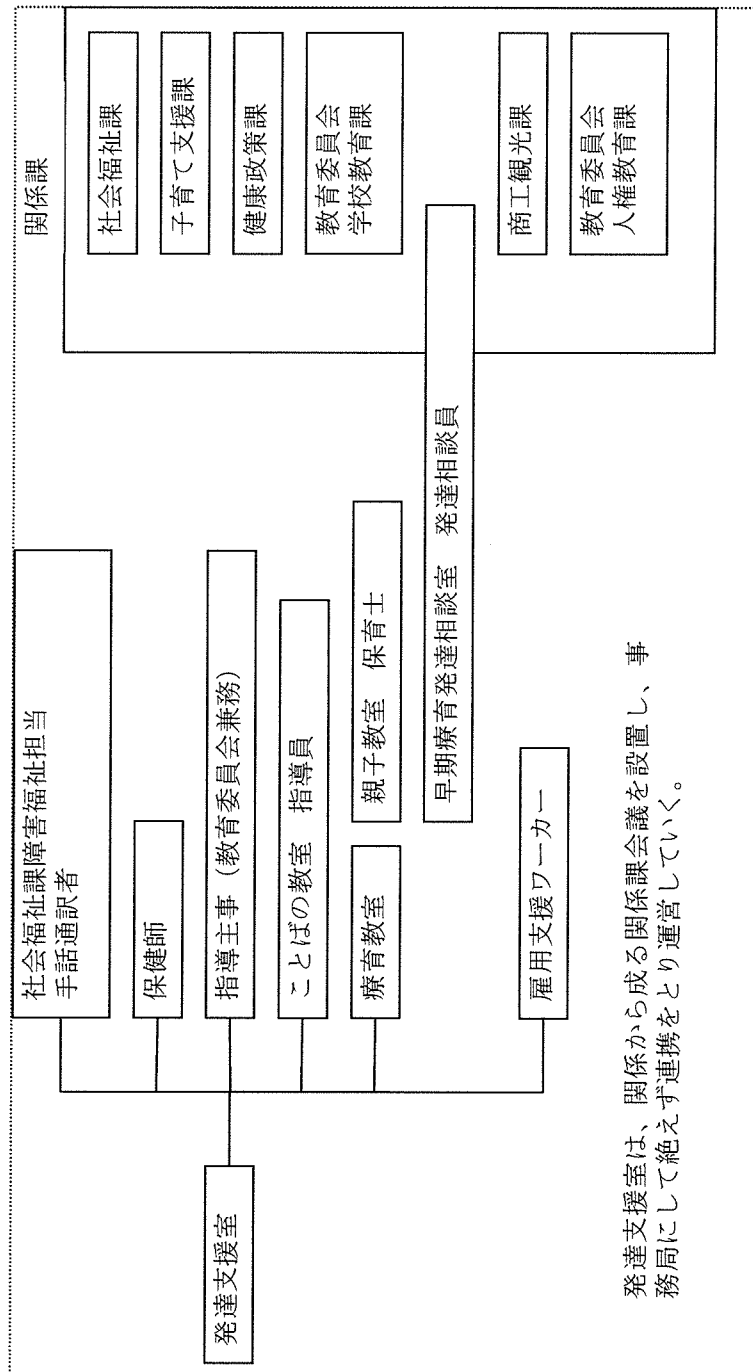 関係課
社会福祉課
子育て支援課
健康政策課
教育委員会
学校教育課
商工観光課
教育委員会
人権教育課
社会福祉課障害福祉担当
手話通訳者
保健師
指導主事（教育委員会兼務）
ことばの教室　指導員
療育教室
親子教室　保育士
早期療育発達相談室　発達相談員
雇用支援ワーカー
発達支援室
発達支援室は、関係から成る関係課会議を設置し、事
務局にして絶えず連携をとり運営していく。